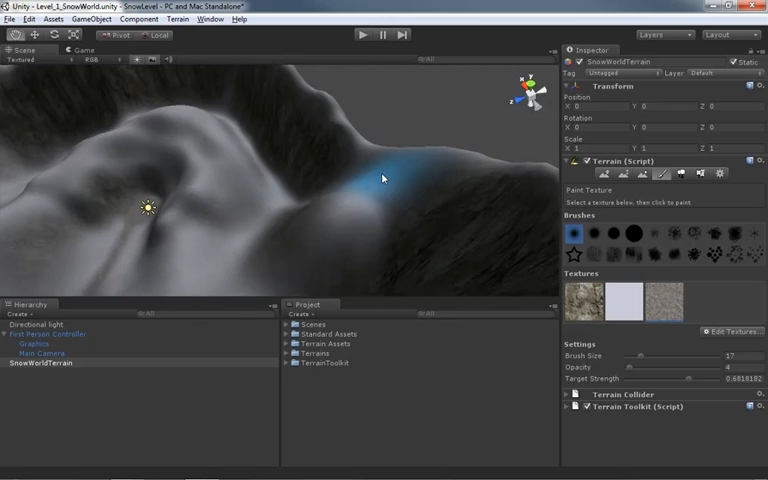 Unity - Level_1_SnowWorld.unity - SnowLevel - PC and Mac Standalone*
File Edit Assets GameObject Component Terrain Window Help
Pivot Local Layers Layout
Scene Game
Textured RGB All
y x z
Hierarchy
Create All
Directional light
First Person Controller
Graphics
Main Camera
SnowWorldTerrain
Project
Create All
Scenes
Standard Assets
Terrain Assets
Terrains
TerrainToolkit
Inspector
SnowWorldTerrain Static
Tag Untagged Layer Default
Transform
Position
X 0 Y 0 Z 0
Rotation
X 0 Y 0 Z 0
Scale
X 1 Y 1 Z 1
Terrain (Script)
Paint Texture
Select a texture below, then click to paint
Brushes
Textures
Edit Textures...
Settings
Brush Size 17
Opacity 4
Target Strength 0.6818182
Terrain Collider
Terrain Toolkit (Script)